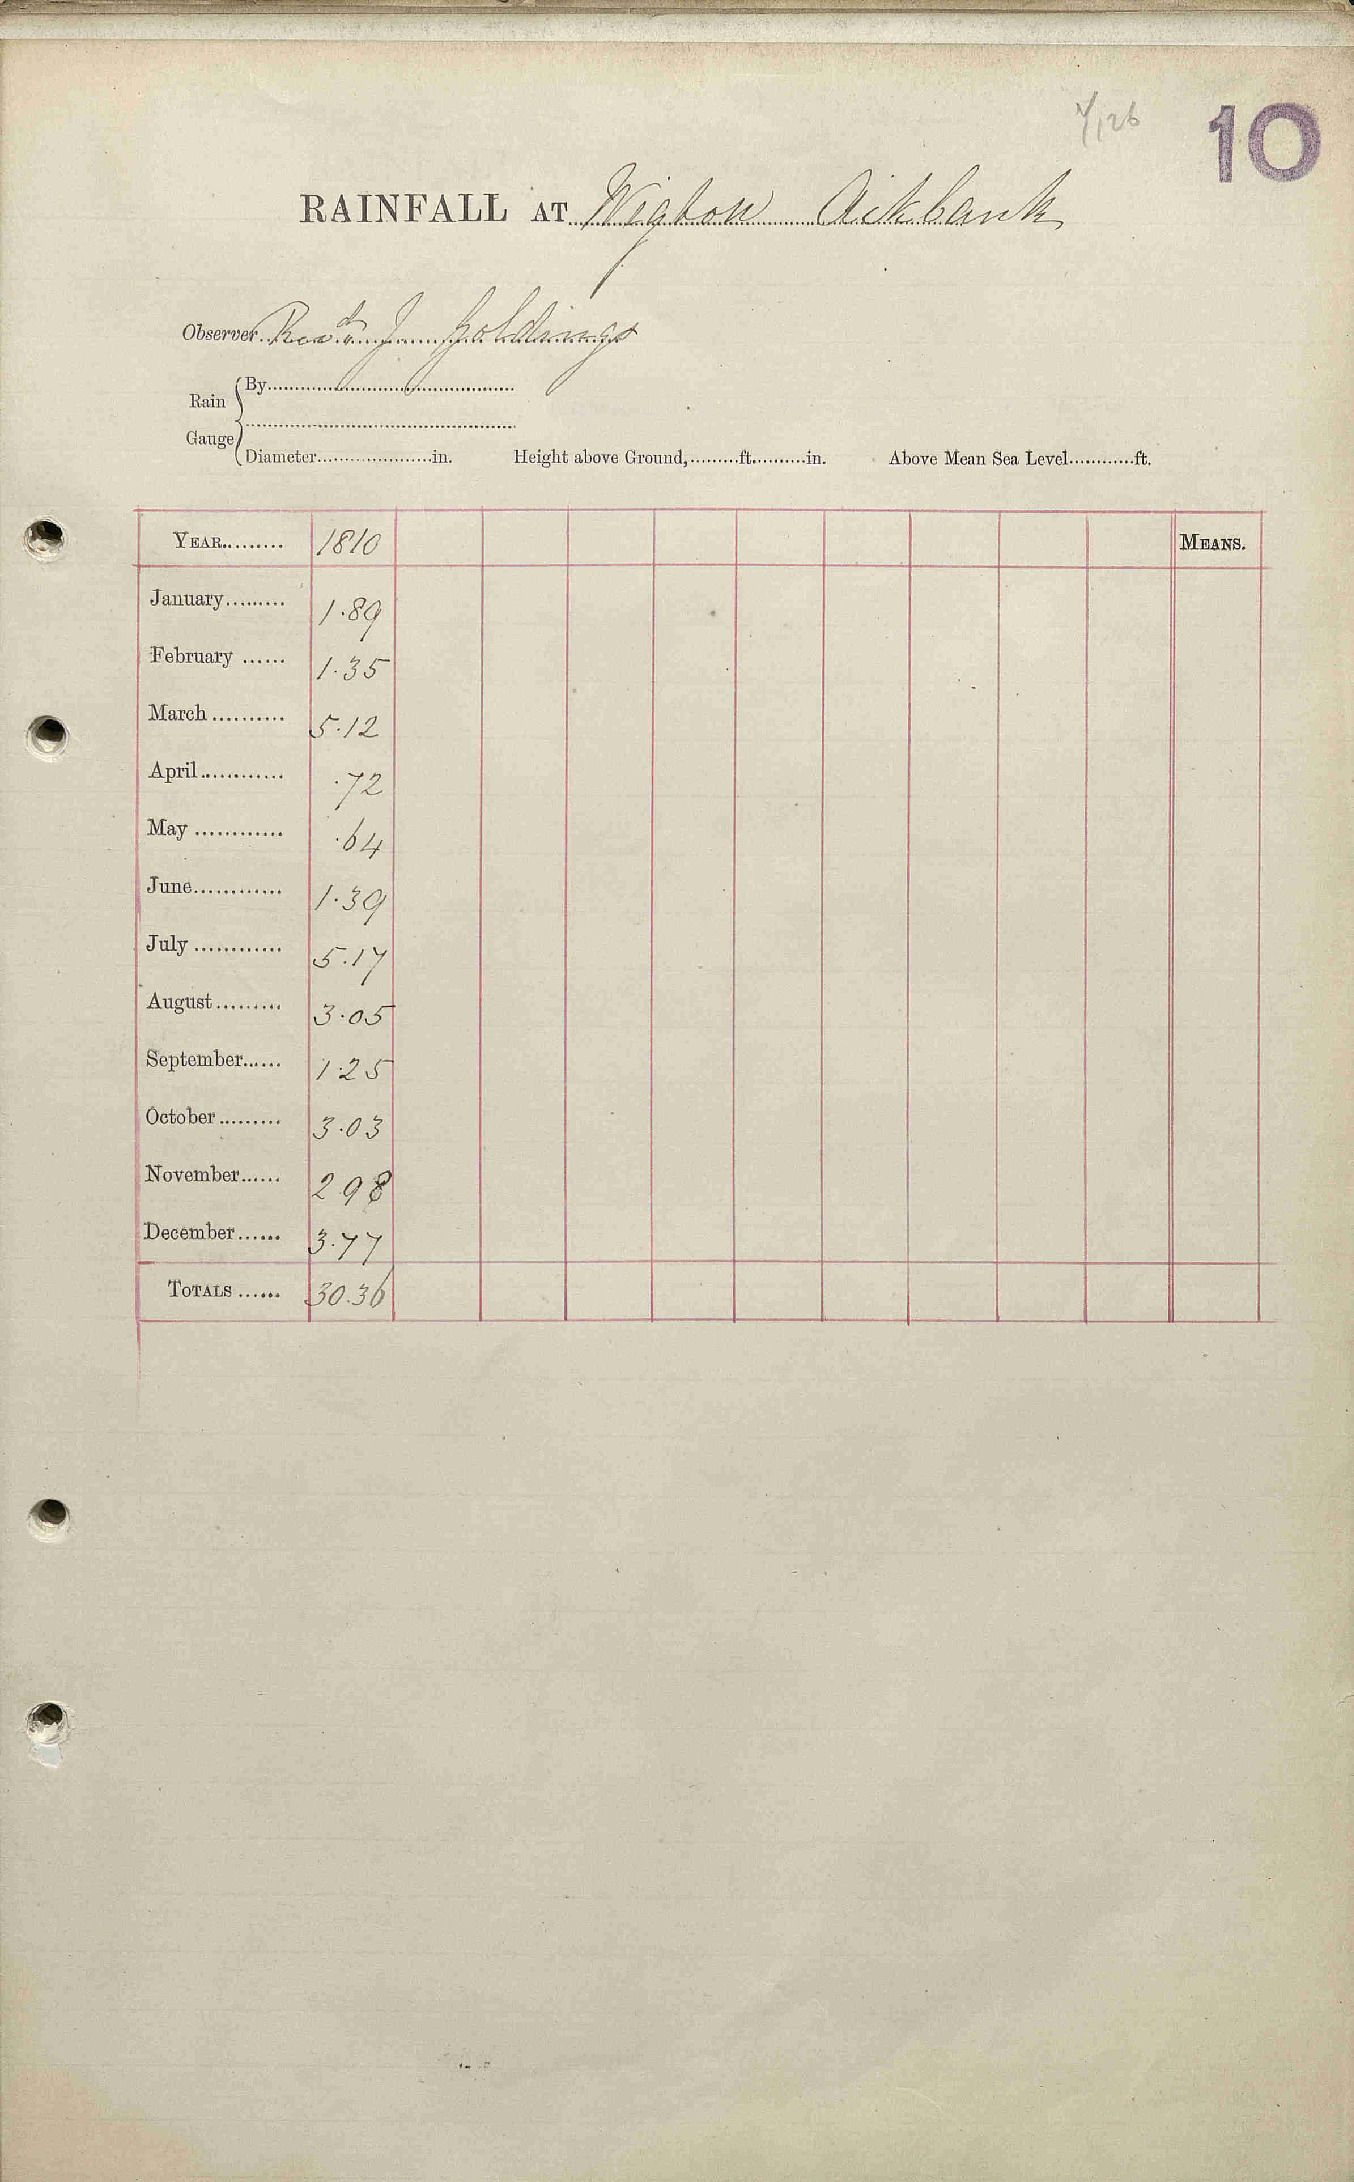 10
RAINFALL AT Wigton Aikbank
Observer Revd J Goldings
Rain Gauge
By
Diameter in. Height above Ground, ft. in. Above Mean Sea Level ft.
YEAR 1810 MEANS.
January 1.89
February 1.35
March 5.12
April .72
May .64
June 1.39
July 5.17
August 3.05
September 1.25
October 3.03
November 2.98
December 3.77
TOTALS 30.36